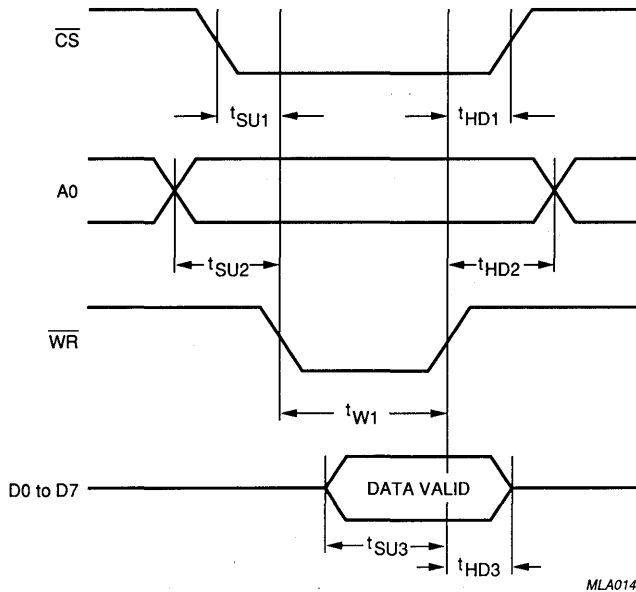 CS
tSU1
tHD1
A0
tSU2
tHD2
WR
tW1
D0 to D7
DATA VALID
tSU3
tHD3
MLA014